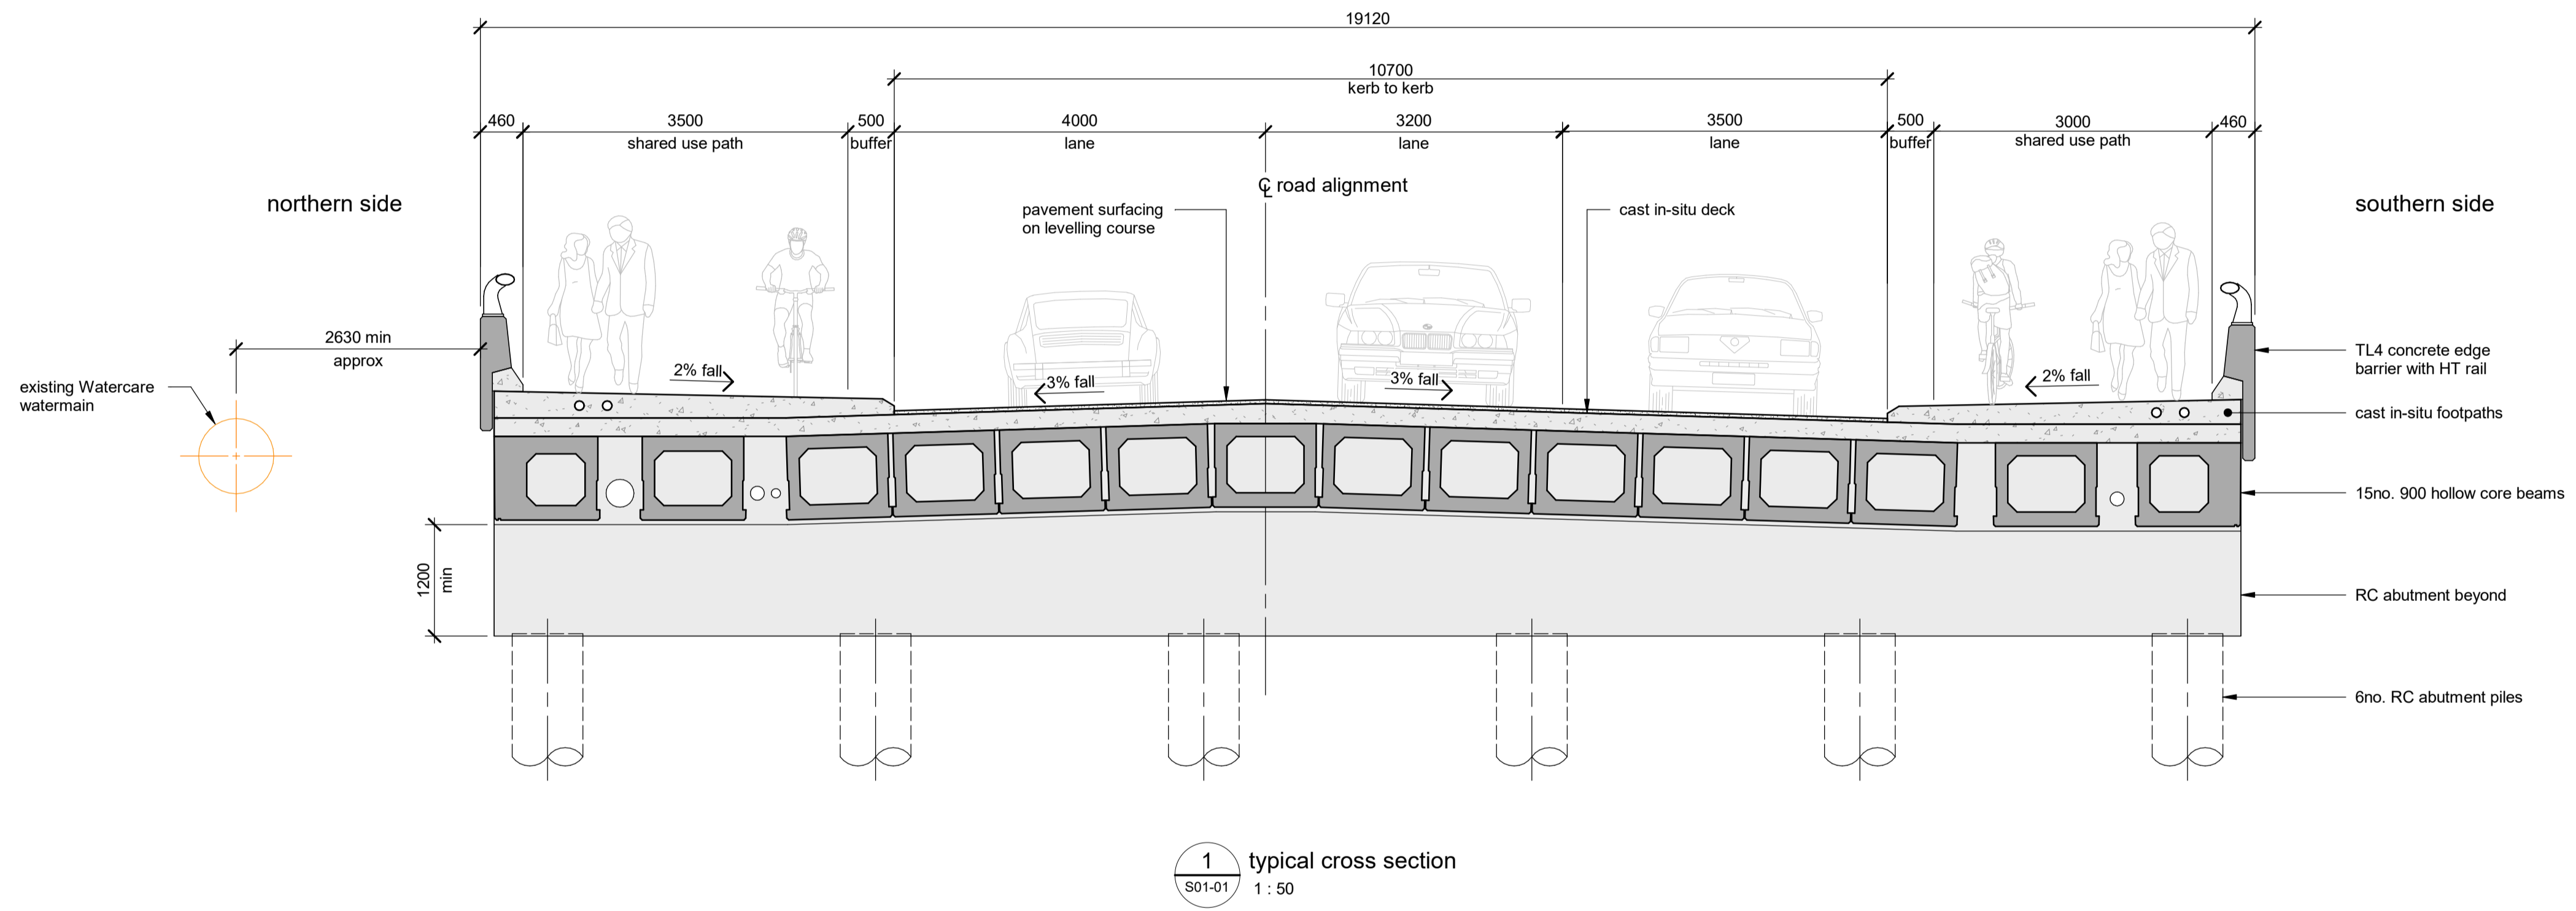 19120
10700
kerb to kerb
460
3500
shared use path
500
buffer
4000
lane
3200
lane
3500
lane
500
buffer
3000
shared use path
460
northern side
℄ road alignment
southern side
pavement surfacing
on levelling course
cast in-situ deck
2630 min
approx
existing Watercare
watermain
2% fall
3% fall
3% fall
2% fall
TL4 concrete edge
barrier with HT rail
cast in-situ footpaths
15no. 900 hollow core beams
1200
min
RC abutment beyond
6no. RC abutment piles
1
S01-01
typical cross section
1 : 50